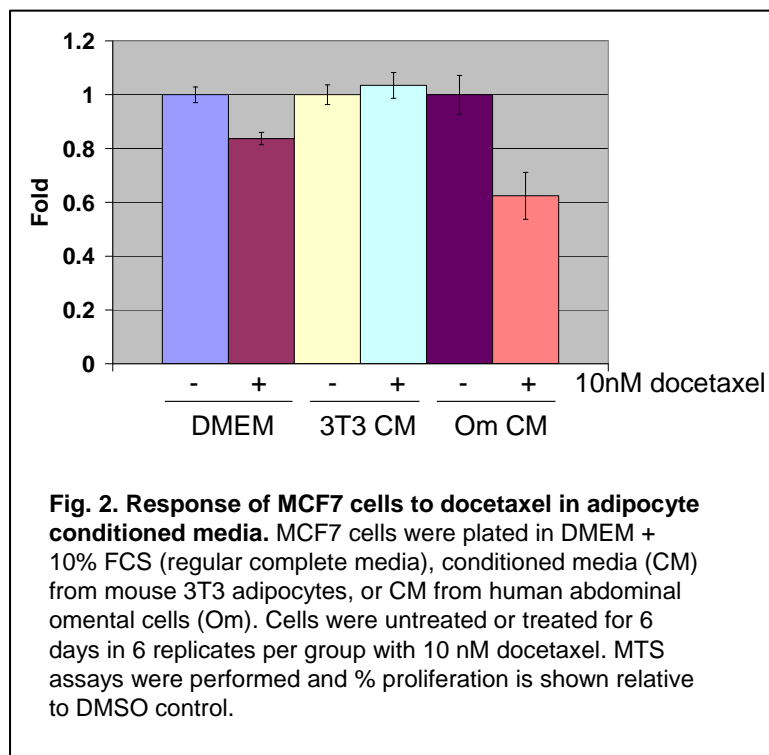 1.2
1
0.8
0.6
0.4
0.2
0
Fold
- + - + - + 10nM docetaxel
DMEM 3T3 CM Om CM
Fig. 2. Response of MCF7 cells to docetaxel in adipocyte
conditioned media. MCF7 cells were plated in DMEM +
10% FCS (regular complete media), conditioned media (CM)
from mouse 3T3 adipocytes, or CM from human abdominal
omental cells (Om). Cells were untreated or treated for 6
days in 6 replicates per group with 10 nM docetaxel. MTS
assays were performed and % proliferation is shown relative
to DMSO control.